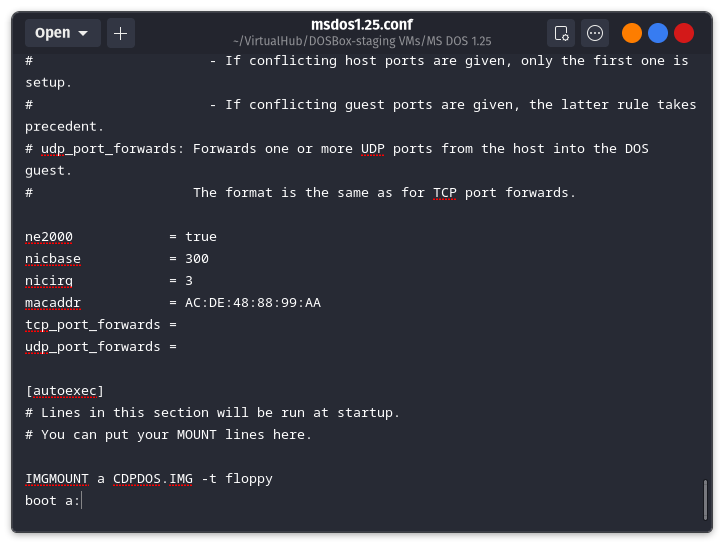 Open
msdos1.25.conf
~/VirtualHub/DOSBox-staging VMs/MS DOS 1.25
#                      - If conflicting host ports are given, only the first one is
setup.
#                      - If conflicting guest ports are given, the latter rule takes
precedent.
# udp_port_forwards: Forwards one or more UDP ports from the host into the DOS
guest.
#                    The format is the same as for TCP port forwards.
ne2000            = true
nicbase           = 300
nicirq            = 3
macaddr           = AC:DE:48:88:99:AA
tcp_port_forwards =
udp_port_forwards =
[autoexec]
# Lines in this section will be run at startup.
# You can put your MOUNT lines here.
IMGMOUNT a CDPDOS.IMG -t floppy
boot a: